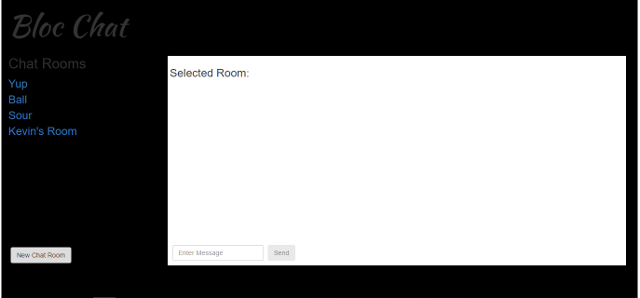 Bloc Chat
Chat Rooms
Yup
Ball
Sour
Kevin's Room
New Chat Room
Selected Room:
Enter Message
Send